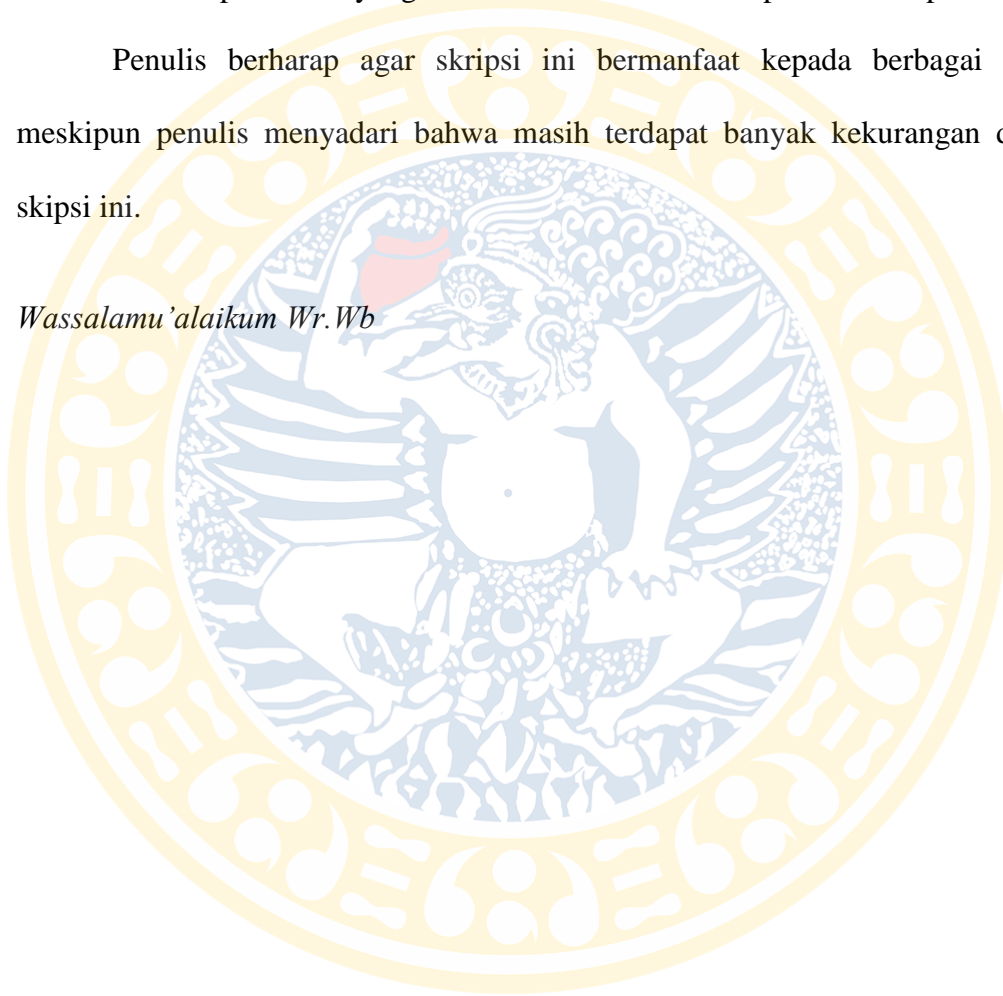 Penulis berharap agar skripsi ini bermanfaat kepada berbagai
meskipun penulis menyadari bahwa masih terdapat banyak kekurangan
skipsi ini.
Wassalamu’alaikum Wr.Wb